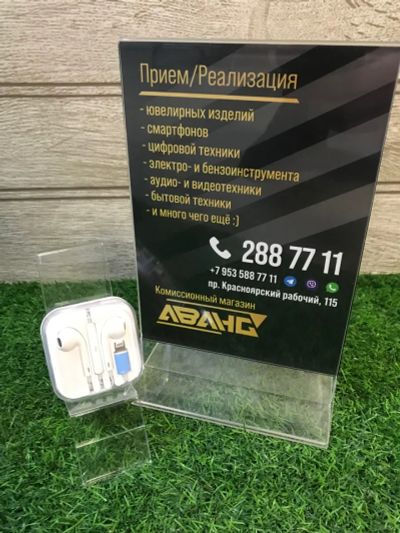 Прием/Реализация
- ювелирных изделий
- смартфонов
- цифровой техники
- электро- и бензоинструмента
- аудио- и видеотехники
- бытовой техники
- и много чего ещё :)
288 77 11
+7 953 588 77 11
пр. Красноярский рабочий, 115
Комиссионный магазин
АВАНС